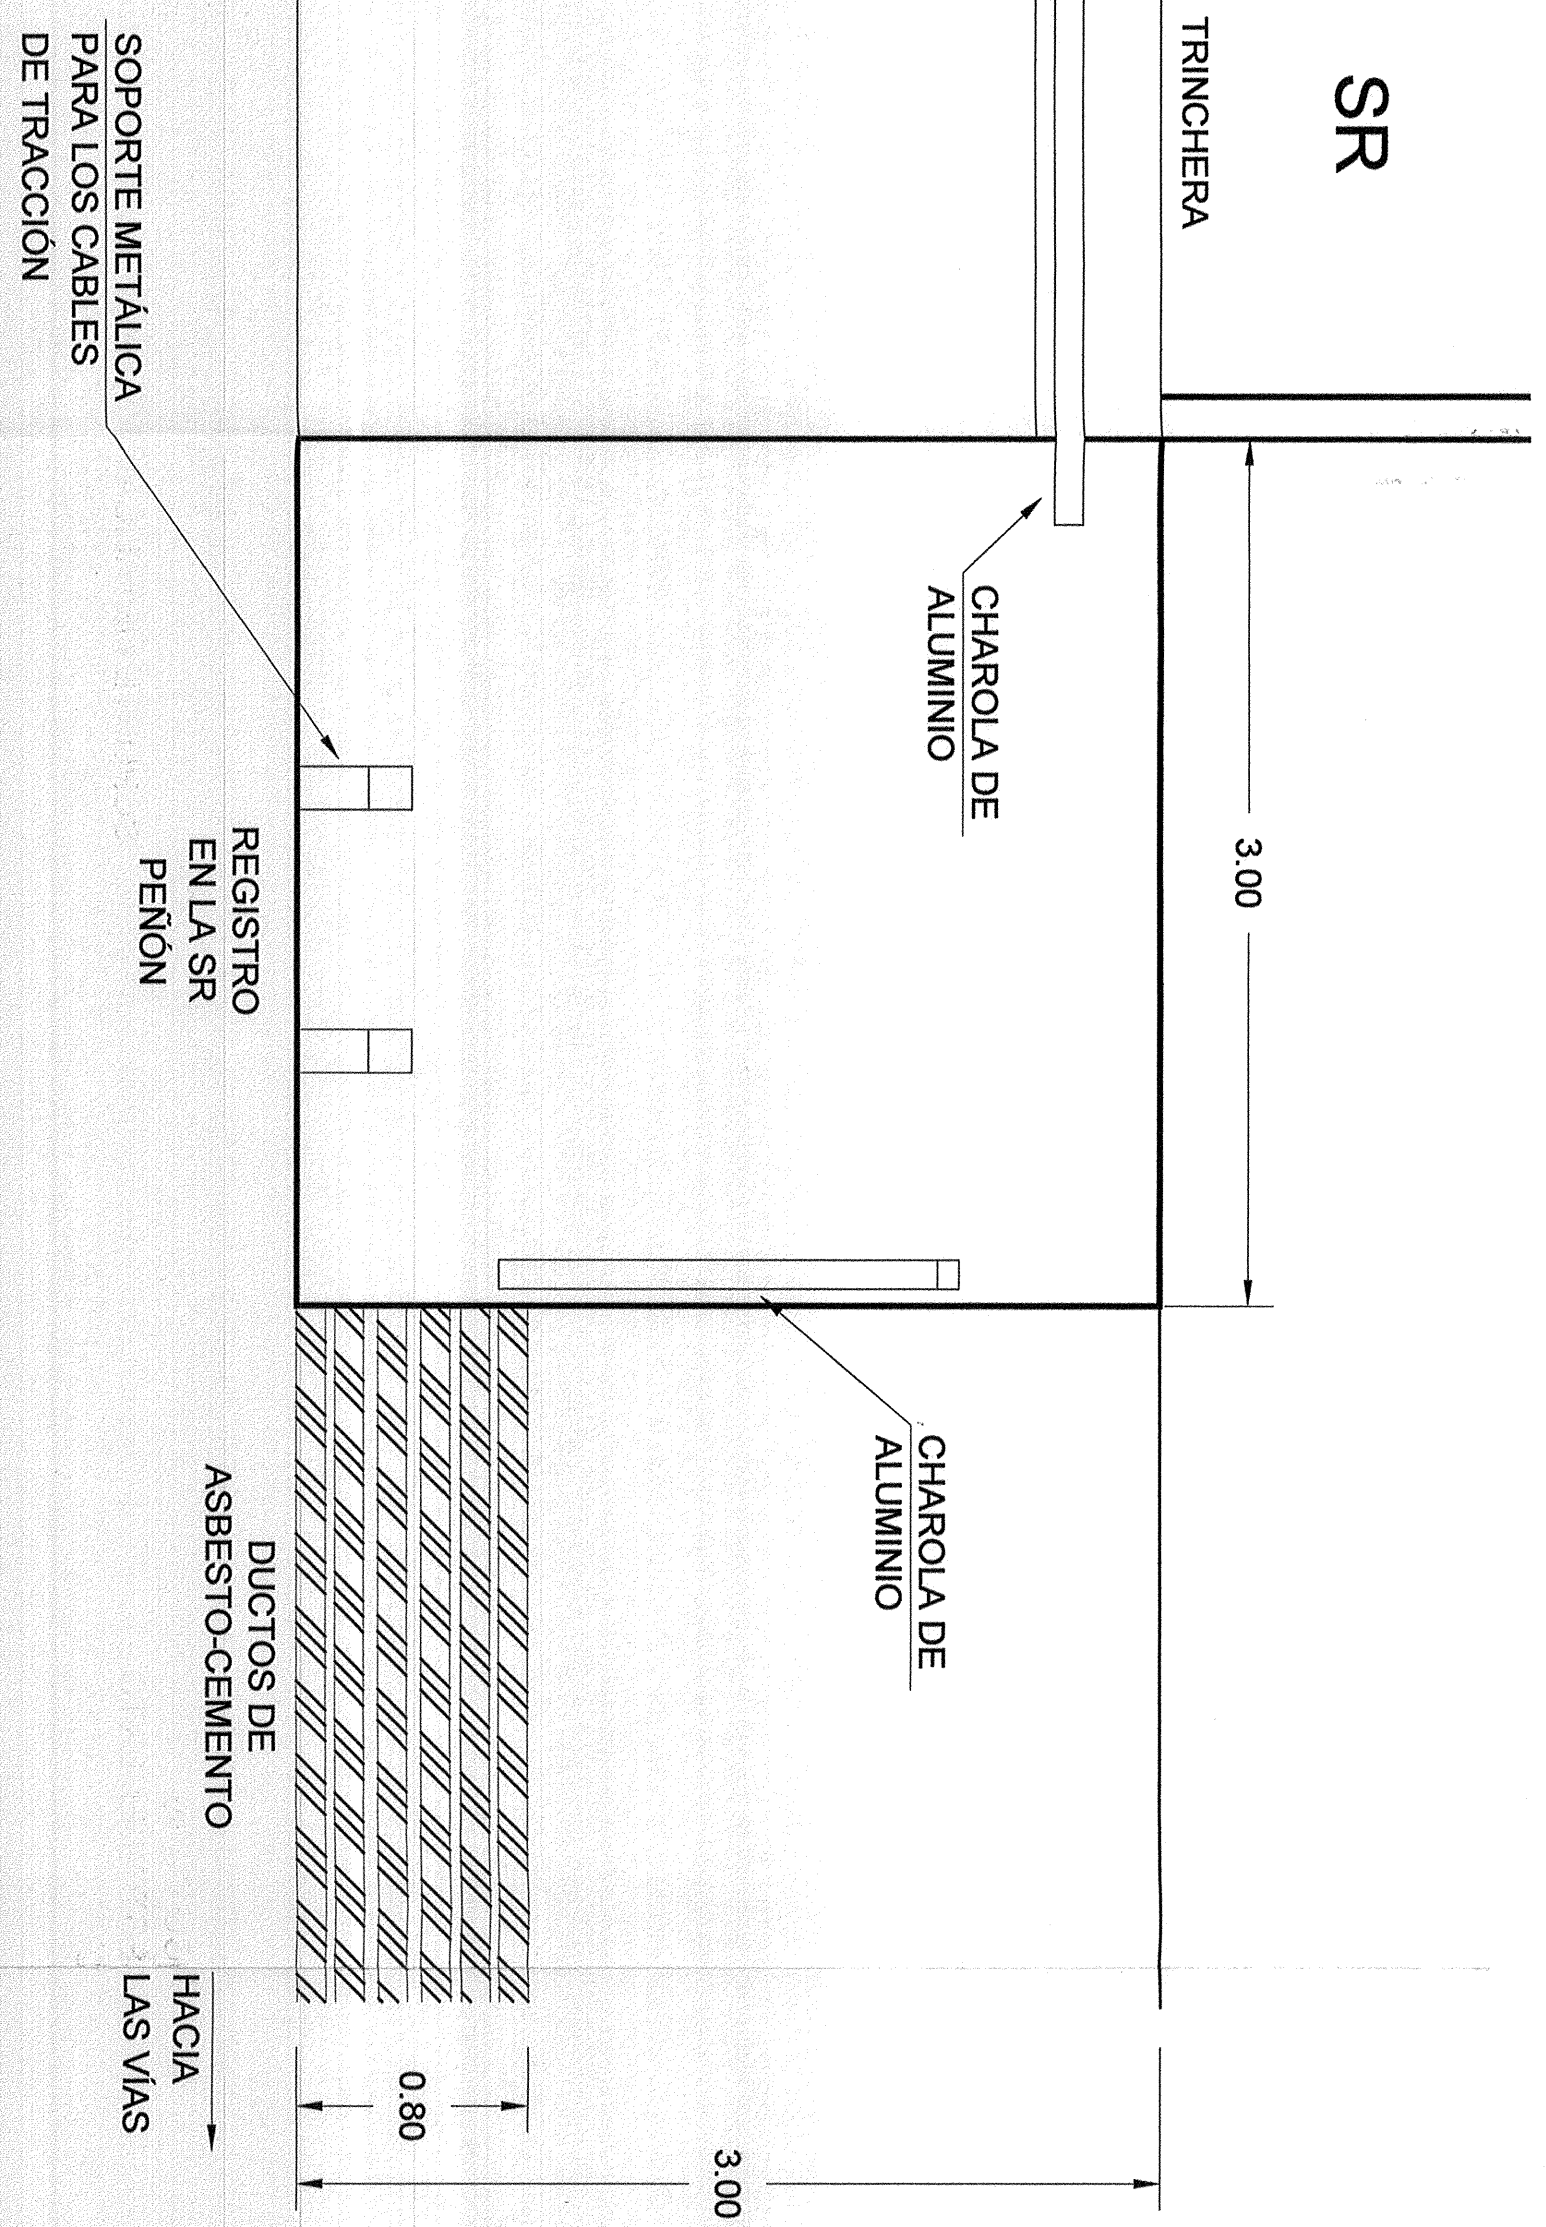 SR
TRINCHERA
3.00
CHAROLA DE
ALUMINIO
CHAROLA DE
ALUMINIO
SOPORTE METÁLICA
PARA LOS CABLES
DE TRACCIÓN
REGISTRO
EN LA SR
PEÑÓN
DUCTOS DE
ASBESTO-CEMENTO
HACIA
LAS VÍAS
0.80
3.00